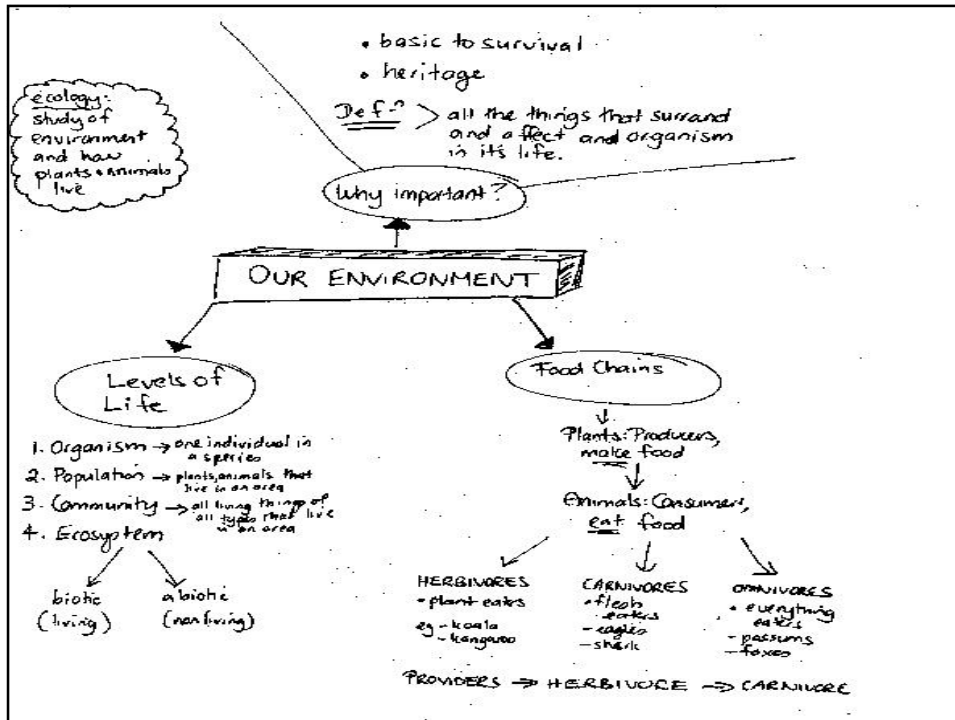 • basic to survival
• heritage
Def-? > all the things that surrand
and affect and organism
in it's life.
ecology:
study of
environment
and how
plants + animals
live
Why important?
OUR ENVIRONMENT
Levels of
Life
1. Organism → one individual in
a species
2. Population → plants, animals that
live in an area
3. Community → all living things of
all types that live
in an area
4. Ecosystem
biotic
(living)
abiotic
(non living)
Food Chains
Plants: Producers,
make food
Animals: Consumers,
eat food
HERBIVORES
• plant eaters
eg - koala
- kangaroo
CARNIVORES
• flesh
eaters
- eagles
- shark
OMNIVORES
• everything
eaters
- possums
- foxes
PROVIDERS → HERBIVORE → CARNIVORE